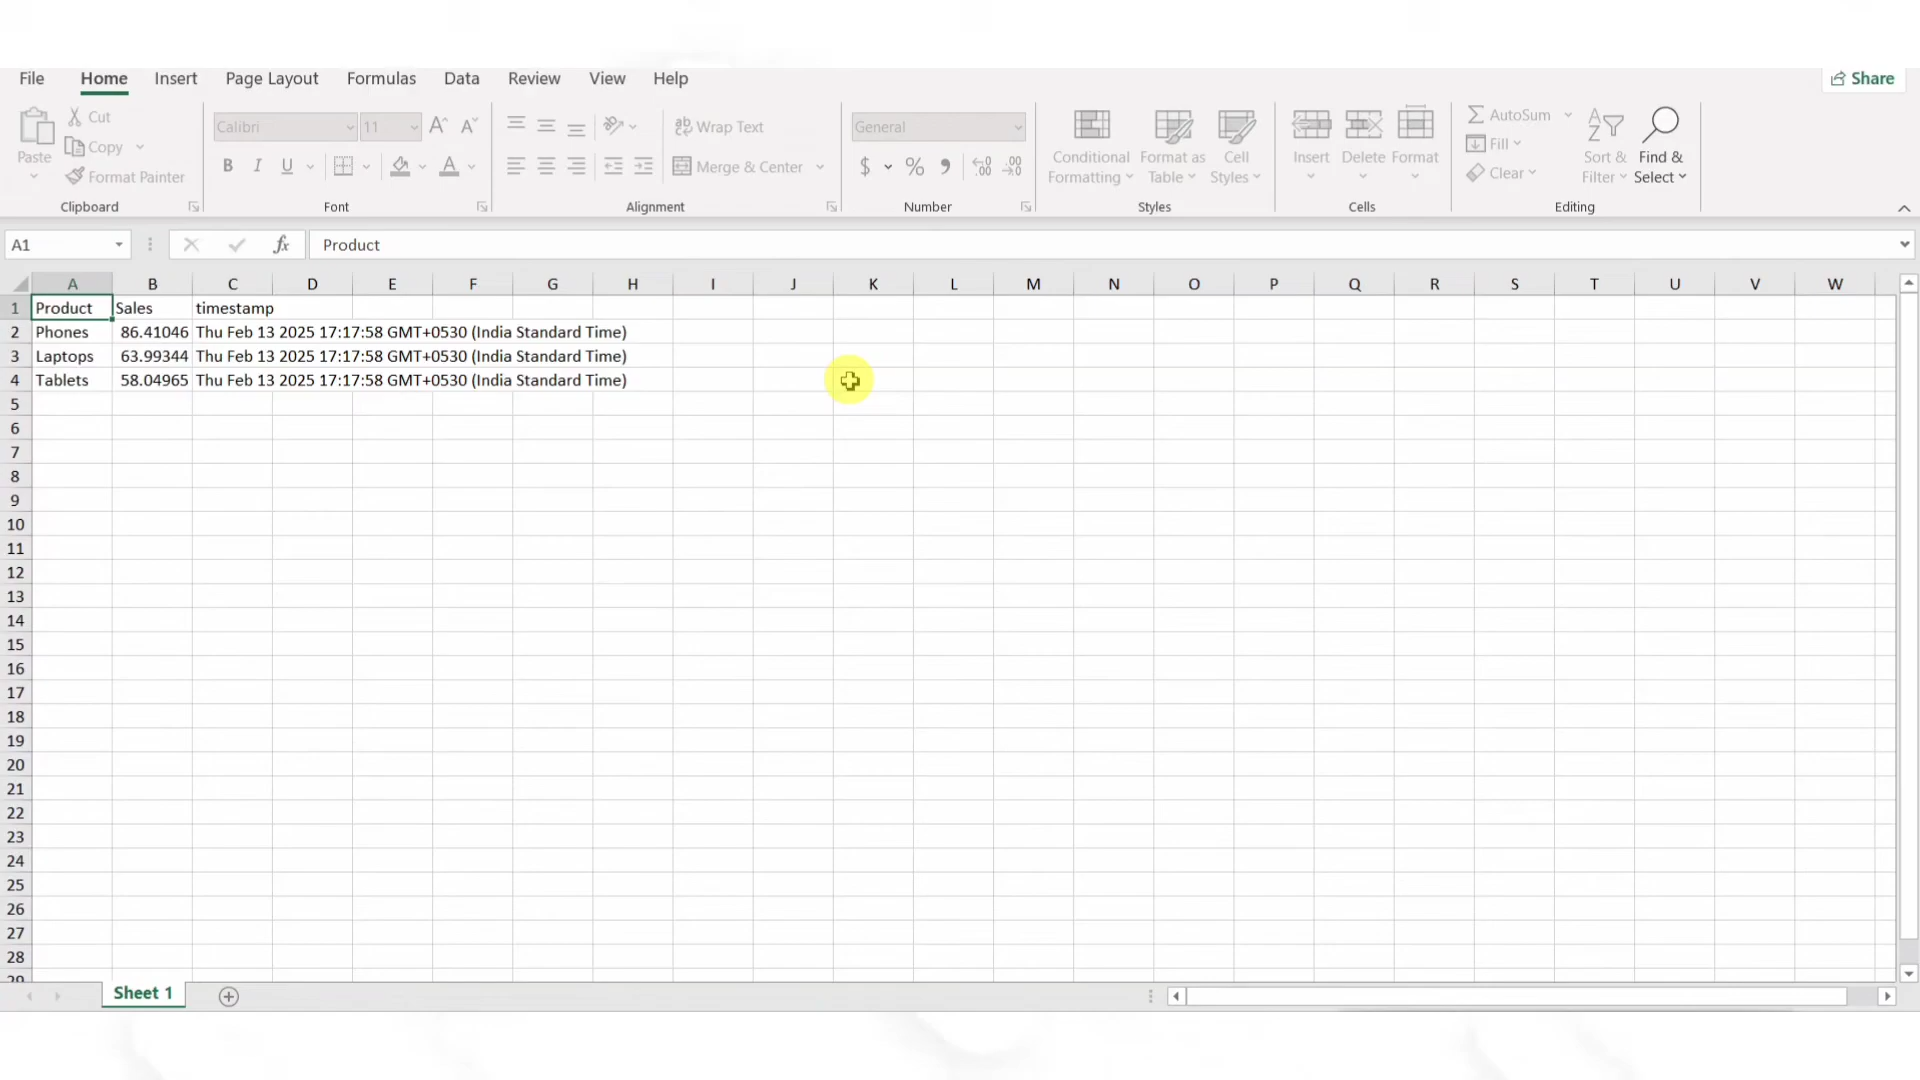 File Home Insert Page Layout Formulas Data Review View Help Share
Paste Cut Copy Format Painter
Calibri 11
B I U A
ab Wrap Text
Merge & Center
General
$ % ,
Conditional Formatting Format as Table Cell Styles
Insert Delete Format
AutoSum Fill Clear
Sort & Filter Find & Select
Clipboard Font Alignment Number Styles Cells Editing
A1 fx Product
A B C D E F G H I J K L M N O P Q R S T U V W
1 Product Sales timestamp
2 Phones 86.41046 Thu Feb 13 2025 17:17:58 GMT+0530 (India Standard Time)
3 Laptops 63.99344 Thu Feb 13 2025 17:17:58 GMT+0530 (India Standard Time)
4 Tablets 58.04965 Thu Feb 13 2025 17:17:58 GMT+0530 (India Standard Time)
5
6
7
8
9
10
11
12
13
14
15
16
17
18
19
20
21
22
23
24
25
26
27
28
29
Sheet 1